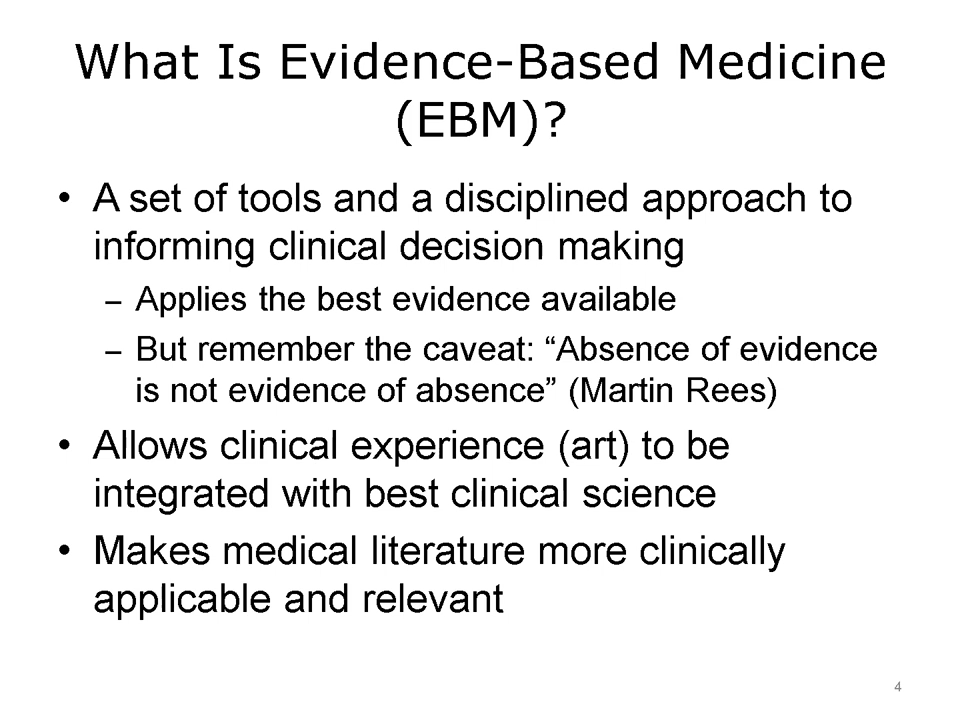 What Is Evidence-Based Medicine
(EBM)?
• A set of tools and a disciplined approach to
informing clinical decision making
– Applies the best evidence available
– But remember the caveat: “Absence of evidence
is not evidence of absence” (Martin Rees)
• Allows clinical experience (art) to be
integrated with best clinical science
• Makes medical literature more clinically
applicable and relevant
4